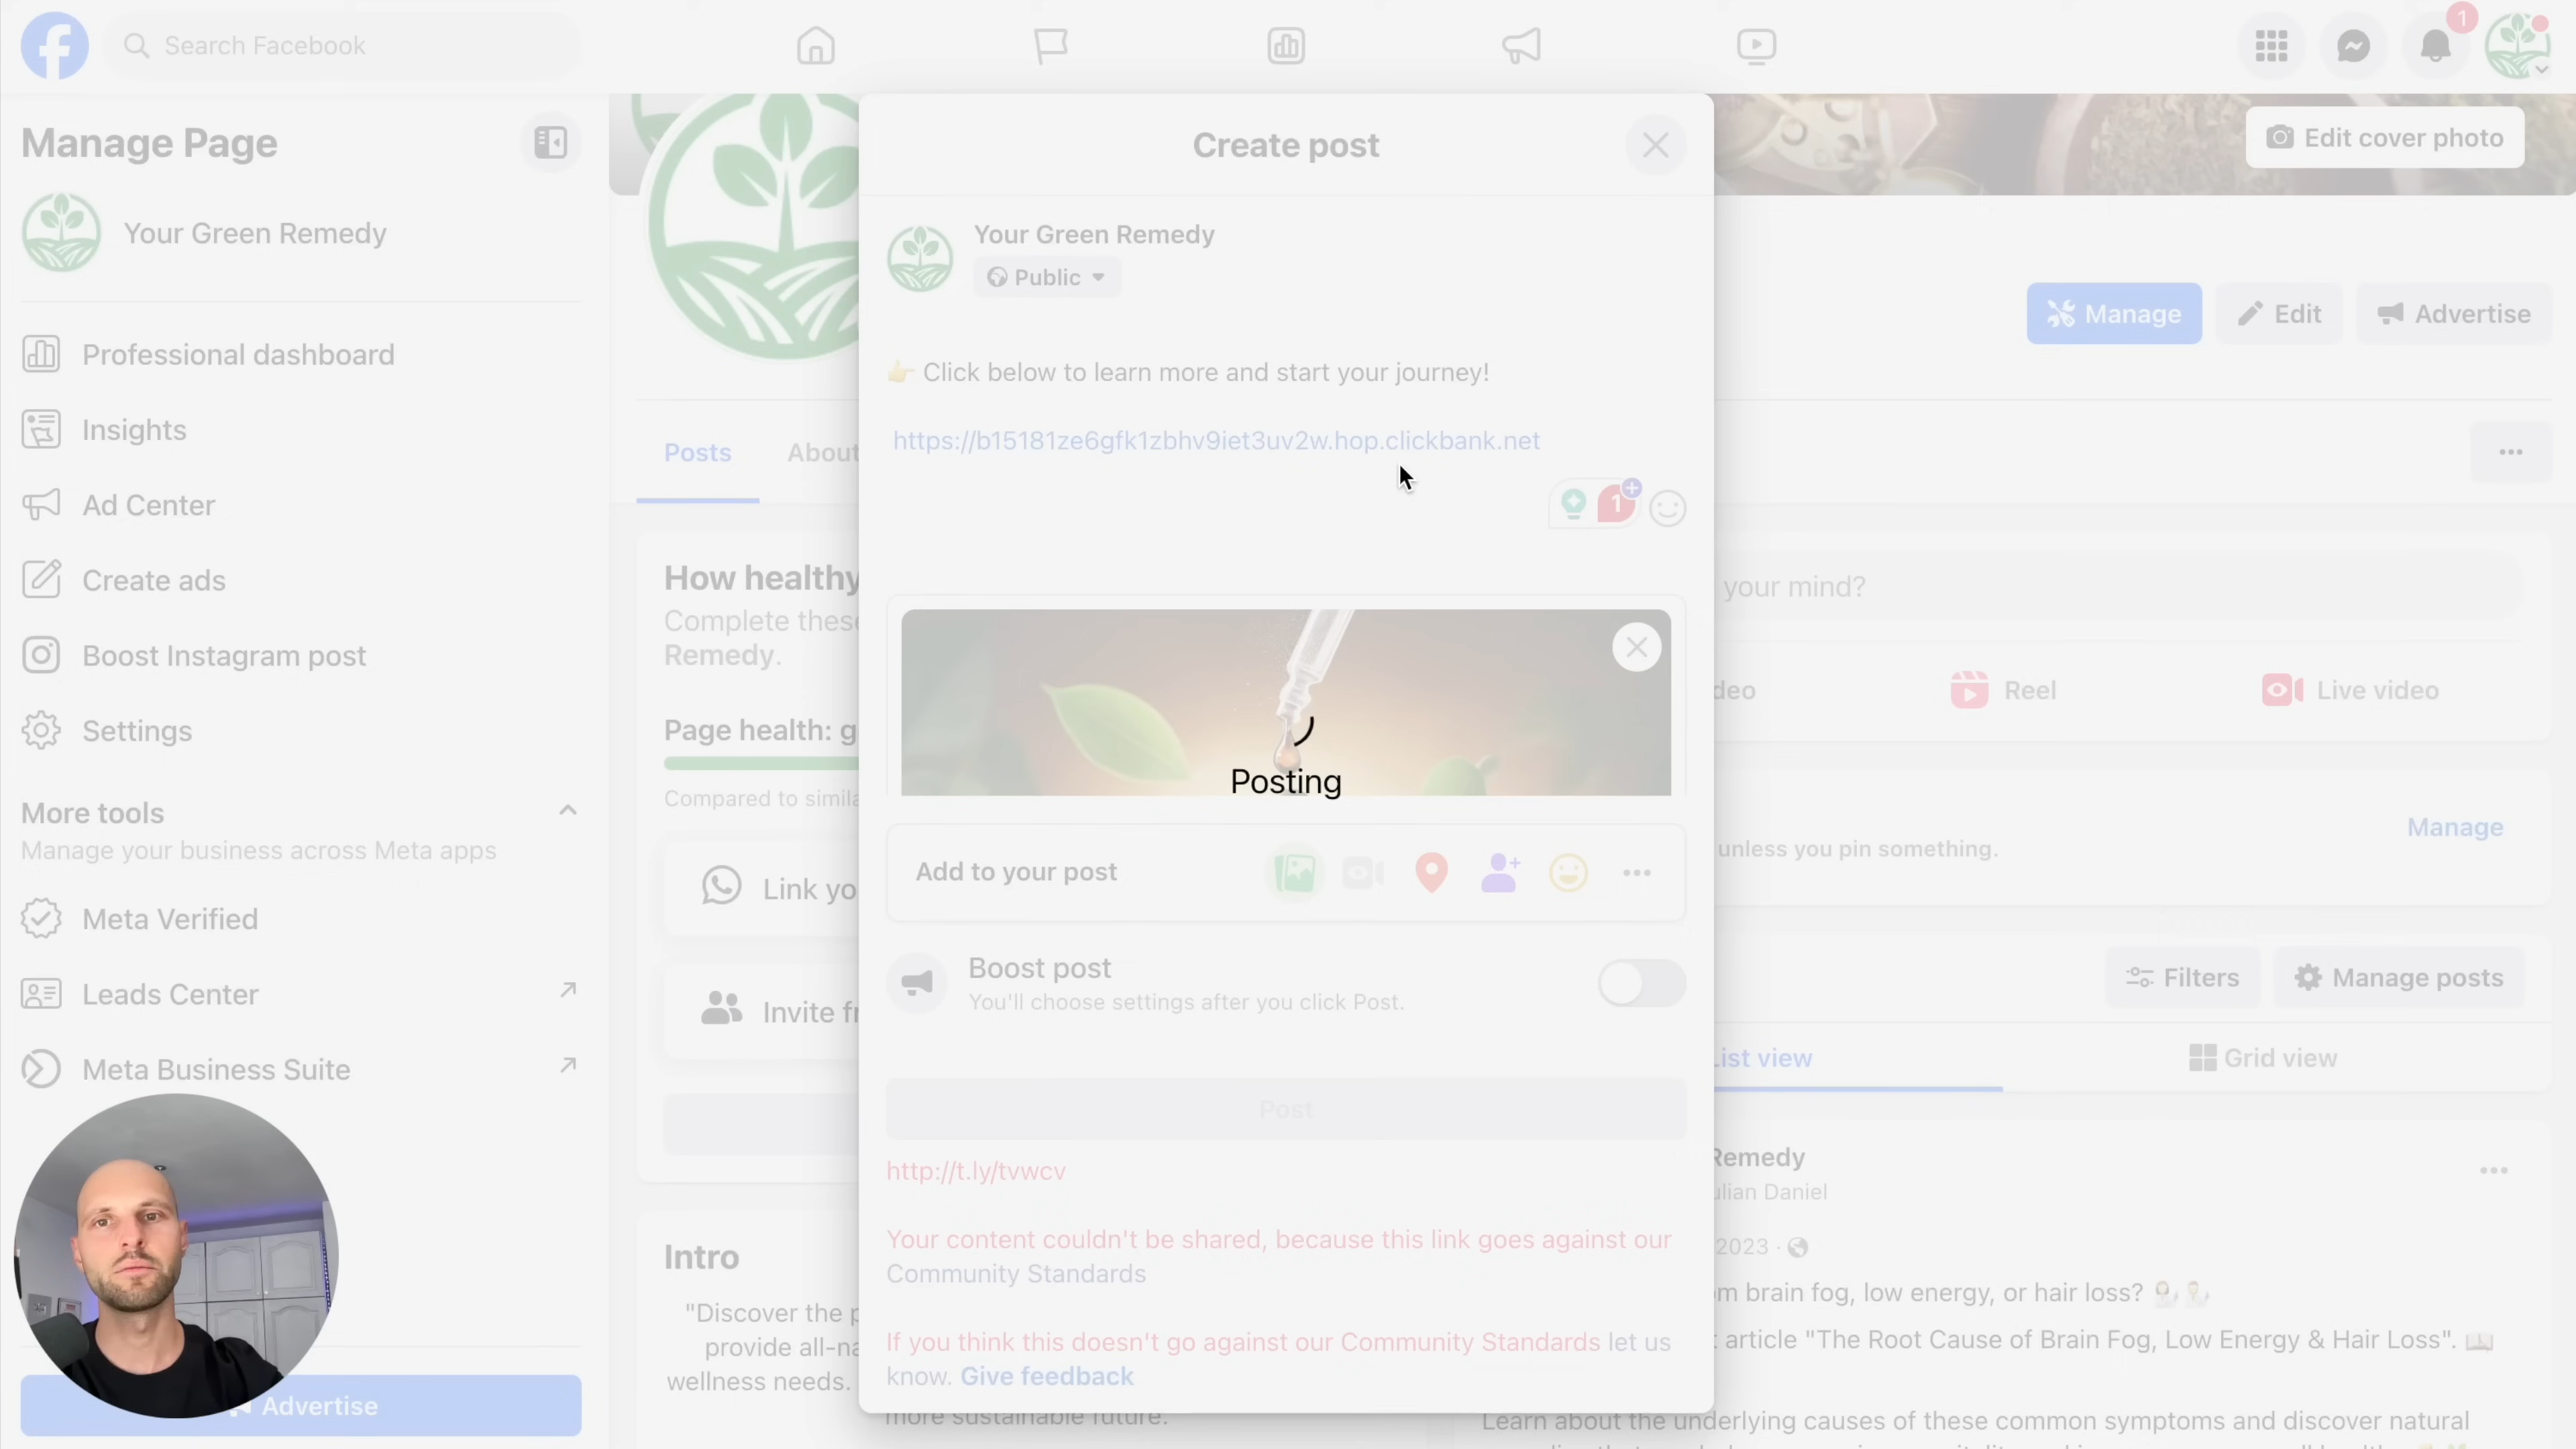 Search Facebook
1
Manage Page
Your Green Remedy
Professional dashboard
Insights
Ad Center
Create ads
Boost Instagram post
Settings
More tools
Manage your business across Meta apps
Meta Verified
Leads Center
Meta Business Suite
Advertise
Edit cover photo
Manage
Edit
Advertise
Posts
About
How healthy
Complete these
Remedy.
Page health: g
Compared to simila
Link yo
Invite fr
Intro
"Discover the p
provide all-na
wellness needs.
more sustainable future.
Create post
Your Green Remedy
Public
👉 Click below to learn more and start your journey!
https://b15181ze6gfk1zbhv9iet3uv2w.hop.clickbank.net
1
Posting
Add to your post
Boost post
You'll choose settings after you click Post.
Post
http://t.ly/tvwcv
Your content couldn't be shared, because this link goes against our
Community Standards
If you think this doesn't go against our Community Standards let us
know. Give feedback
your mind?
deo
Reel
Live video
Manage
unless you pin something.
Filters
Manage posts
List view
Grid view
Remedy
ulian Daniel
2023 ·
m brain fog, low energy, or hair loss?
article "The Root Cause of Brain Fog, Low Energy & Hair Loss". 📖
Learn about the underlying causes of these common symptoms and discover natural